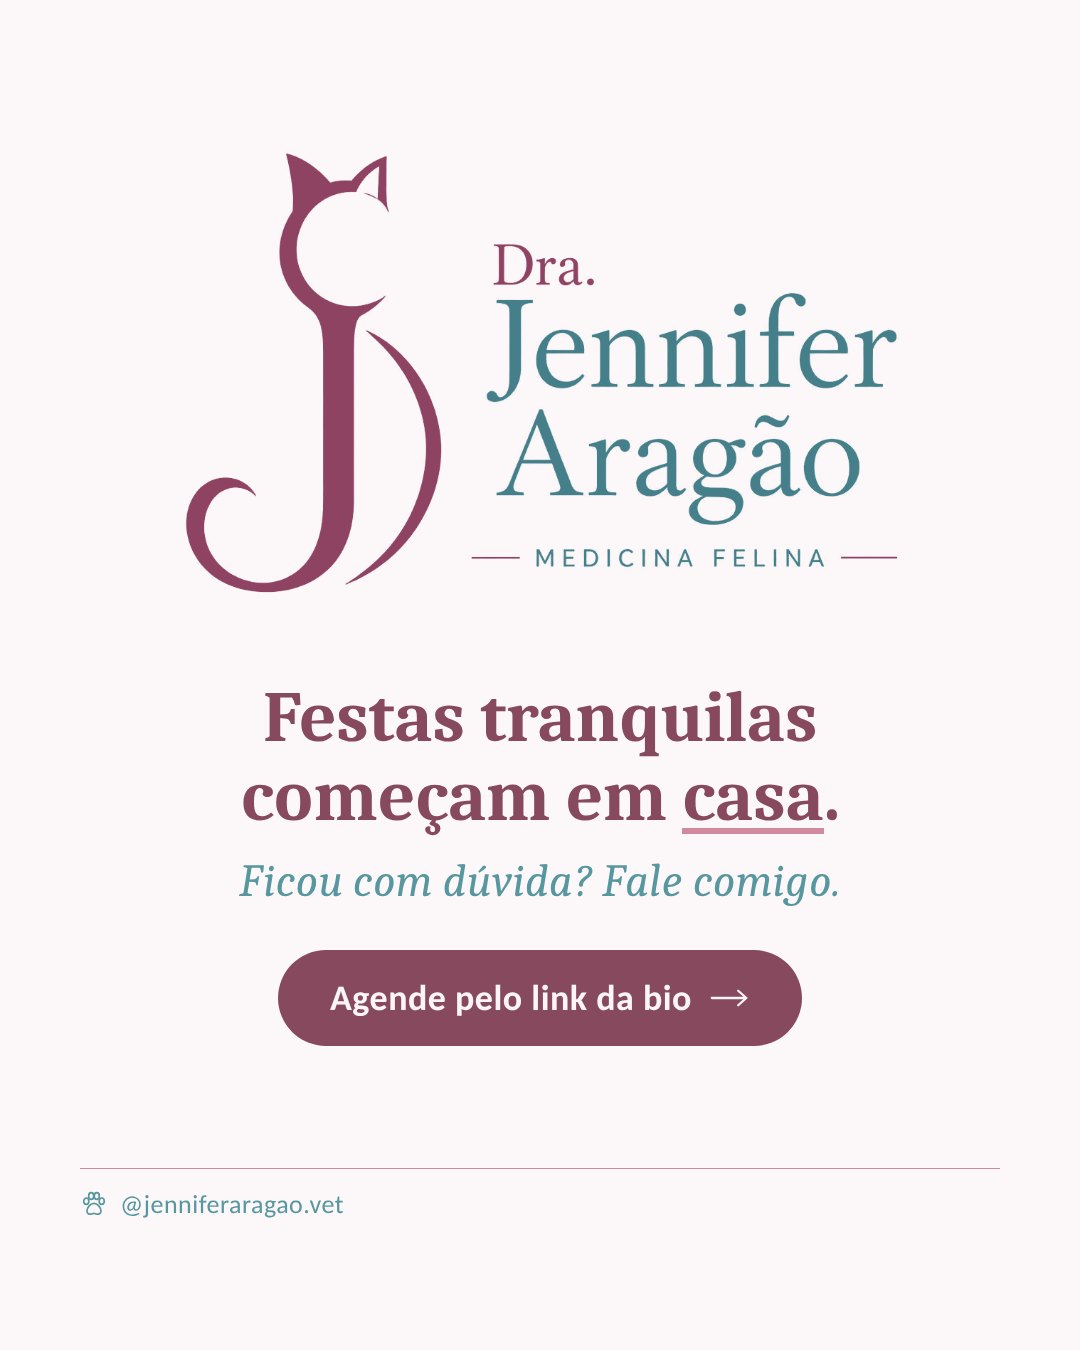 Dra.
Jennifer
Aragão
MEDICINA FELINA
Festas tranquilas
começam em casa.
Ficou com dúvida? Fale comigo.
Agende pelo link da bio →
@jenniferaragao.vet